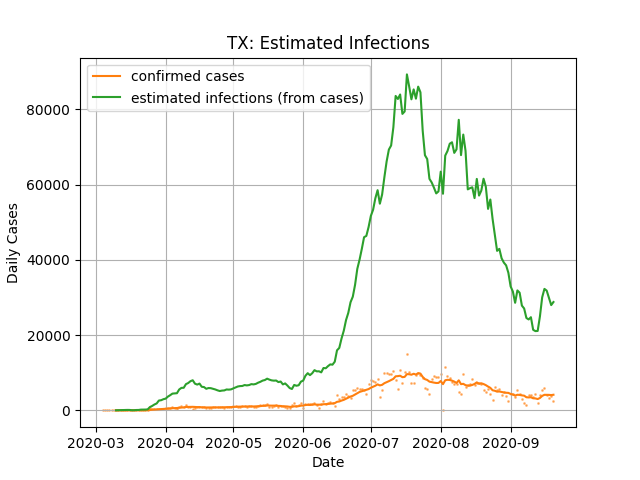 TX: Estimated Infections
confirmed cases
estimated infections (from cases)
Daily Cases
80000
60000
40000
20000
0
2020-03 2020-04 2020-05 2020-06 2020-07 2020-08 2020-09
Date